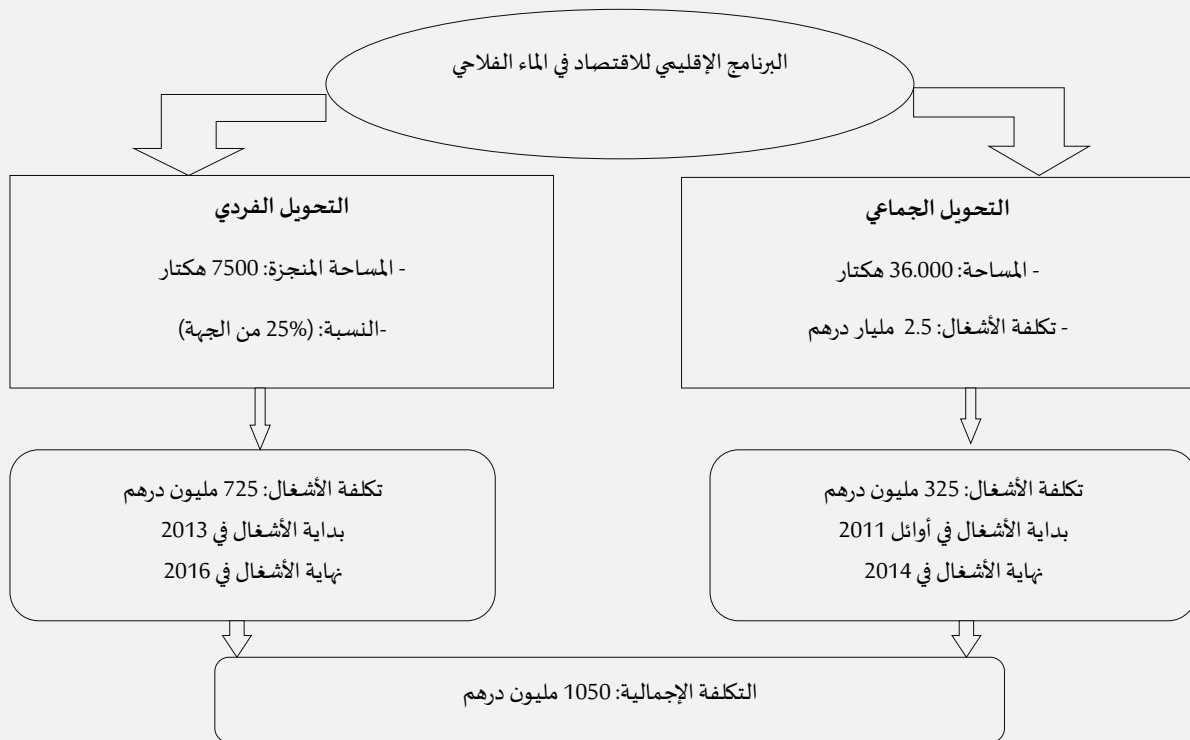 البرنامج الإقليمي للاقتصاد في الماء الفلاحي
التحويل الجماعي
- المساحة: 36.000 هكتار
- تكلفة الأشغال: 2.5 مليار درهم
التحويل الفردي
- المساحة المنجزة: 7500 هكتار
-النسبة: (25% من الجهة)
تكلفة الأشغال: 325 مليون درهم
بداية الأشغال في أوائل 2011
نهاية الأشغال في 2014
تكلفة الأشغال: 725 مليون درهم
بداية الأشغال في 2013
نهاية الأشغال في 2016
التكلفة الإجمالية: 1050 مليون درهم